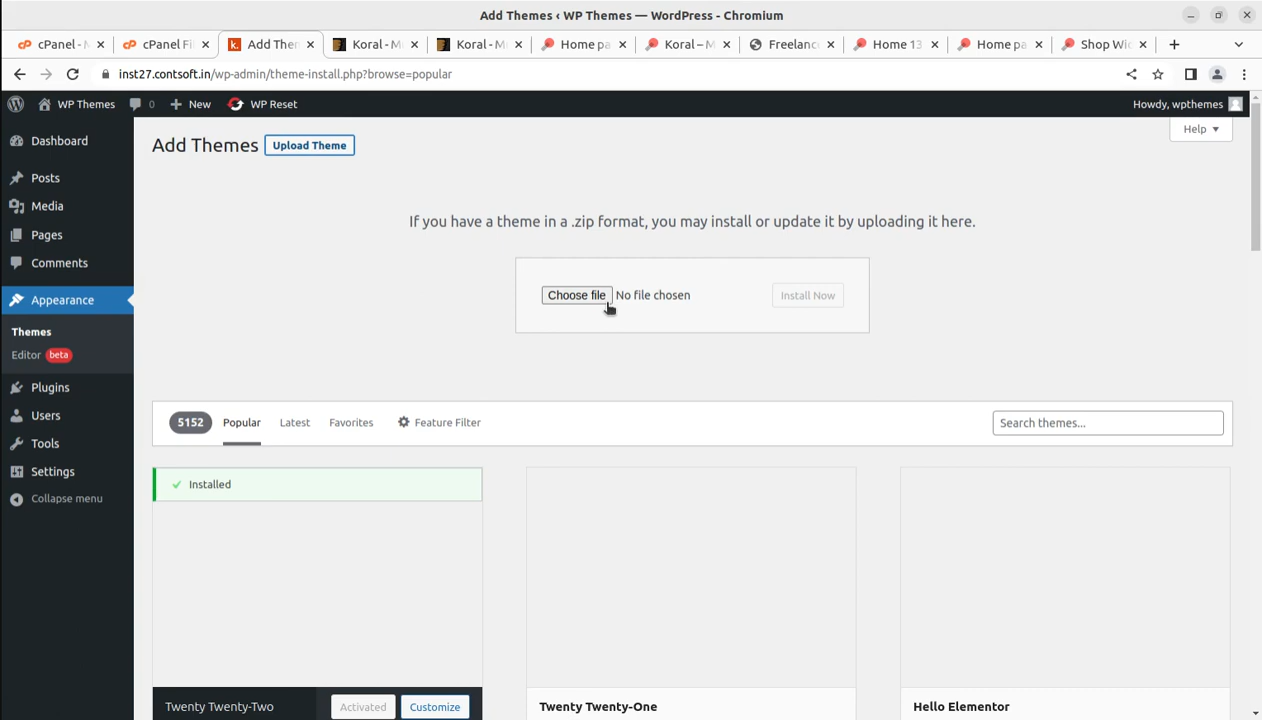 Add Themes ‹ WP Themes — WordPress - Chromium
cPanel - M
cPanel Fi
Add Then
Koral - Mi
Koral - Mi
Home pa
Koral – M
Freelanc
Home 13
Home pa
Shop Wi
inst27.contsoft.in/wp-admin/theme-install.php?browse=popular
WP Themes
0
New
WP Reset
Howdy, wpthemes
Dashboard
Posts
Media
Pages
Comments
Appearance
Themes
Editor beta
Plugins
Users
Tools
Settings
Collapse menu
Help
Add Themes
Upload Theme
If you have a theme in a .zip format, you may install or update it by uploading it here.
Choose file No file chosen
Install Now
5152
Popular
Latest
Favorites
Feature Filter
Search themes...
Installed
Twenty Twenty-Two
Activated
Customize
Twenty Twenty-One
Hello Elementor